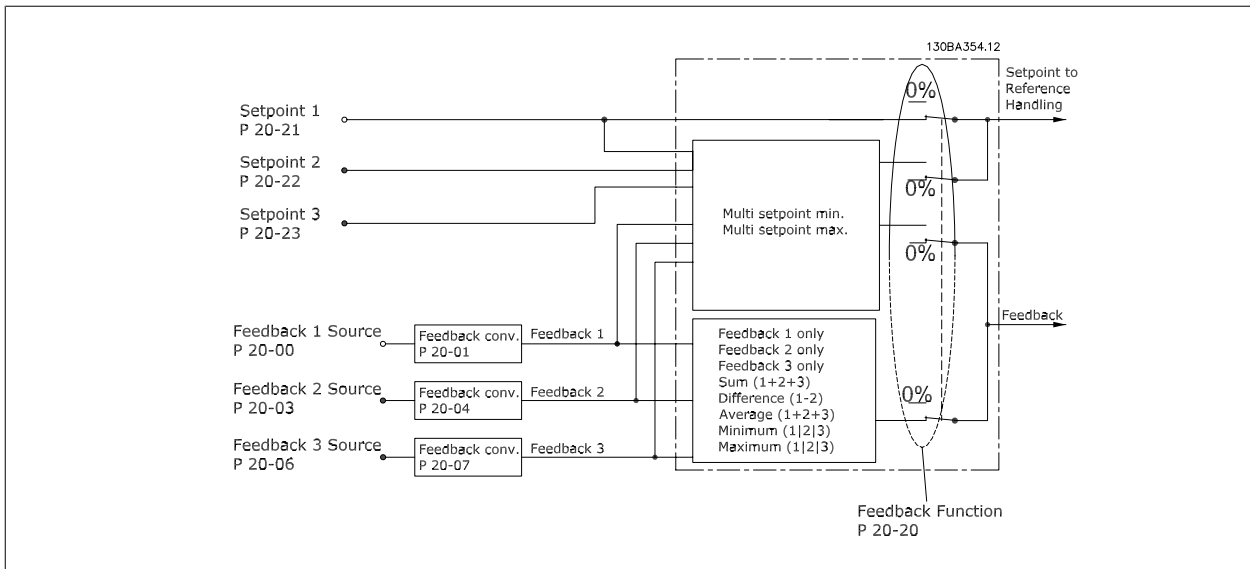 130BA354.12
Setpoint to
Reference
Handling
0%
Setpoint 1
P 20-21
Setpoint 2
P 20-22
0%
Setpoint 3
P 20-23
Multi setpoint min.
Multi setpoint max.
0%
Feedback
Feedback 1 Source
P 20-00
Feedback conv.
P 20-01
Feedback 1
Feedback 1 only
Feedback 2 only
Feedback 3 only
Sum (1+2+3)
Difference (1-2)
Average (1+2+3)
Minimum (1|2|3)
Maximum (1|2|3)
0%
Feedback 2 Source
P 20-03
Feedback conv.
P 20-04
Feedback 2
Feedback 3 Source
P 20-06
Feedback conv.
P 20-07
Feedback 3
Feedback Function
P 20-20